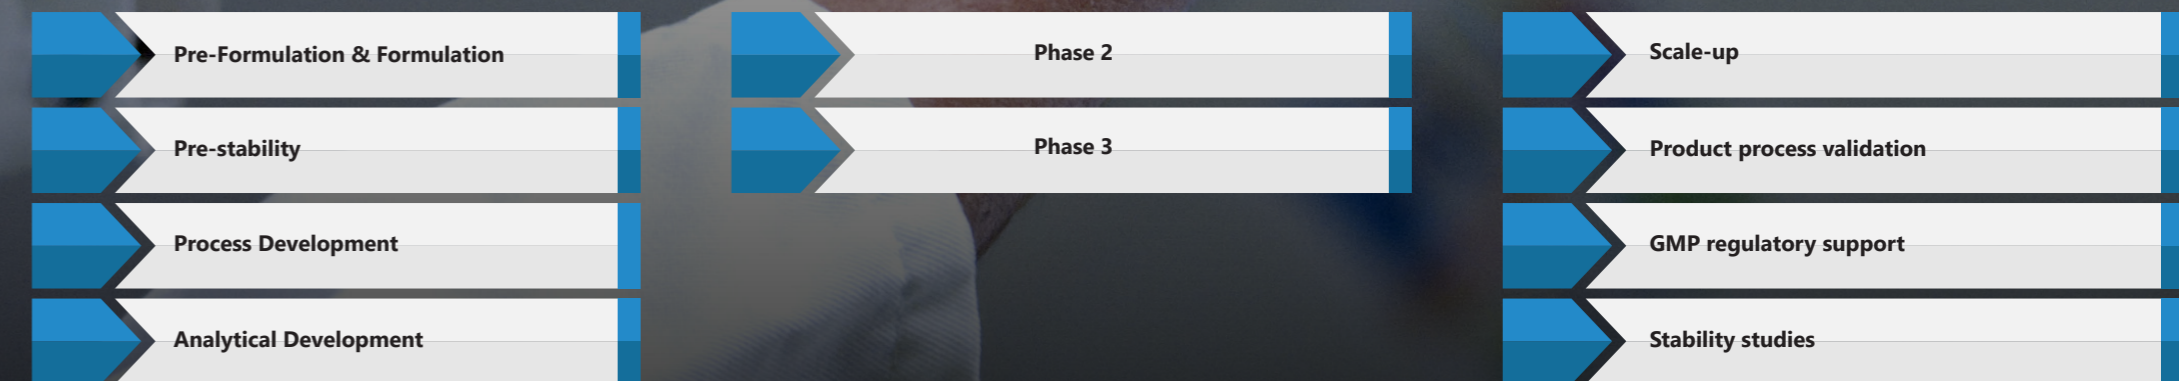 Pre-Formulation & Formulation
Pre-stability
Process Development
Analytical Development
Phase 2
Phase 3
Scale-up
Product process validation
GMP regulatory support
Stability studies